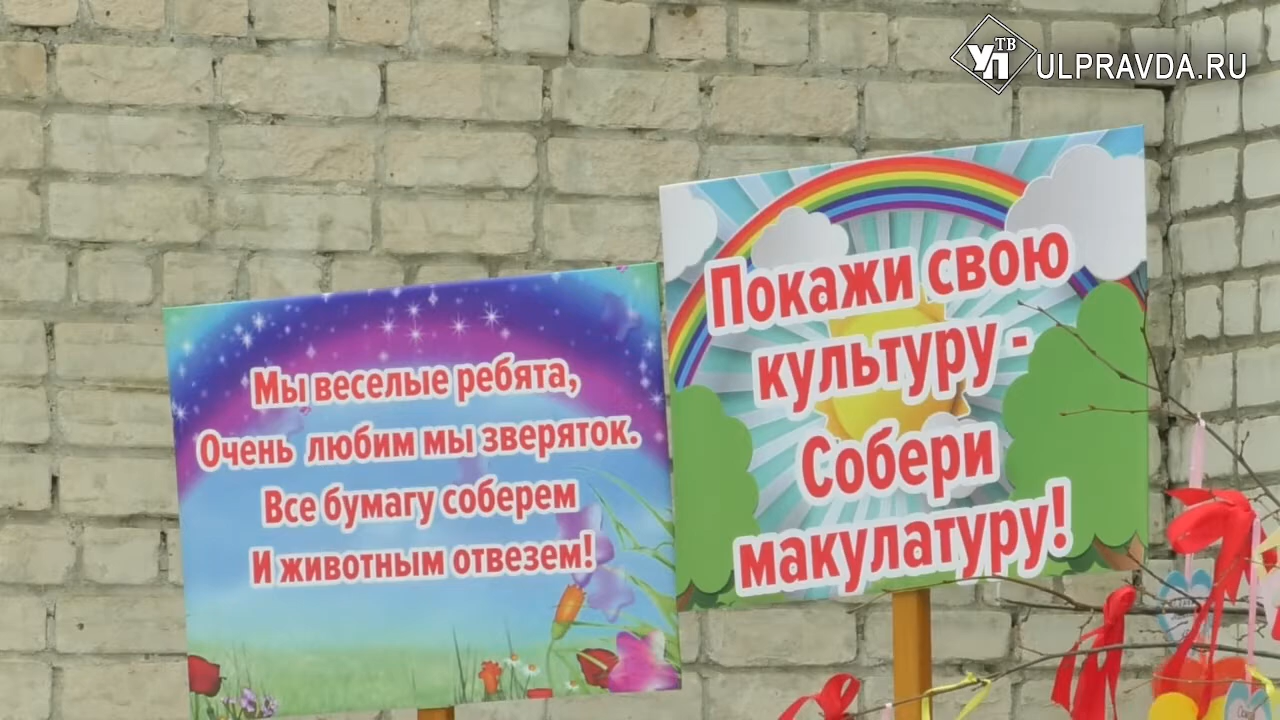 УП ТВ ULPRAVDA.RU
Мы веселые ребята,
Очень любим мы зверяток.
Все бумагу соберем
И животным отвезем!
Покажи свою
культуру -
Собери
макулатуру!